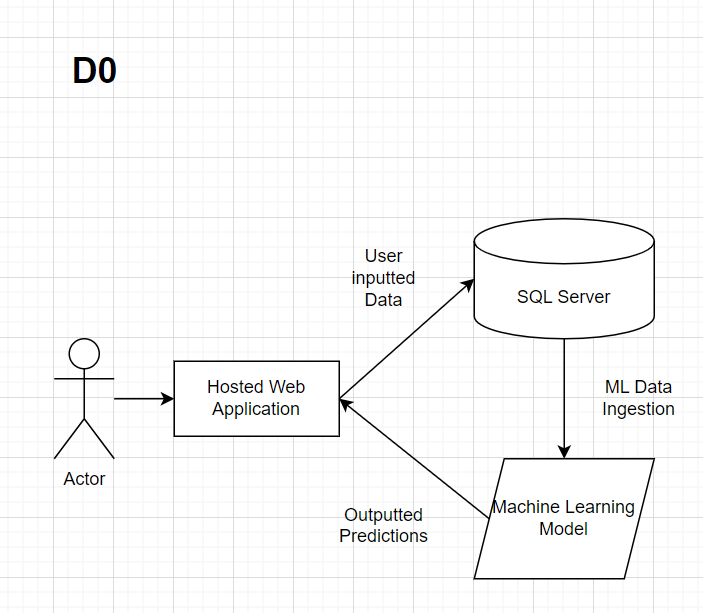 D0
User
inputted
Data
SQL Server
Hosted Web
Application
ML Data
Ingestion
Actor
Outputted
Predictions
Machine Learning
Model